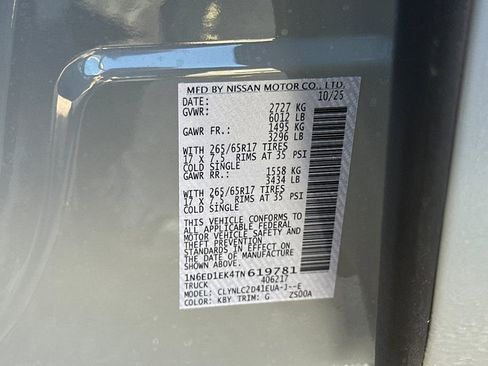 MFD BY NISSAN MOTOR CO., LTD.
DATE: 10/25
GVWR: 2727 KG
6012 LB
GAWR FR.: 1495 KG
3296 LB
WITH 265/65R17 TIRES
17 X 7.5 RIMS AT 35 PSI
COLD SINGLE
GAWR RR.: 1558 KG
3434 LB
WITH 265/65R17 TIRES
17 X 7.5 RIMS AT 35 PSI
COLD SINGLE
THIS VEHICLE CONFORMS TO
ALL APPLICABLE FEDERAL
MOTOR VEHICLE SAFETY AND
THEFT PREVENTION
STANDARDS IN EFFECT ON
THE DATE OF MANUFACTURE
1N6ED1EK4TN619781
TRUCK 406217
MODEL: CLYNLC2D41EUA-J--E
COLOR: KBY TRIM: G ZS00A